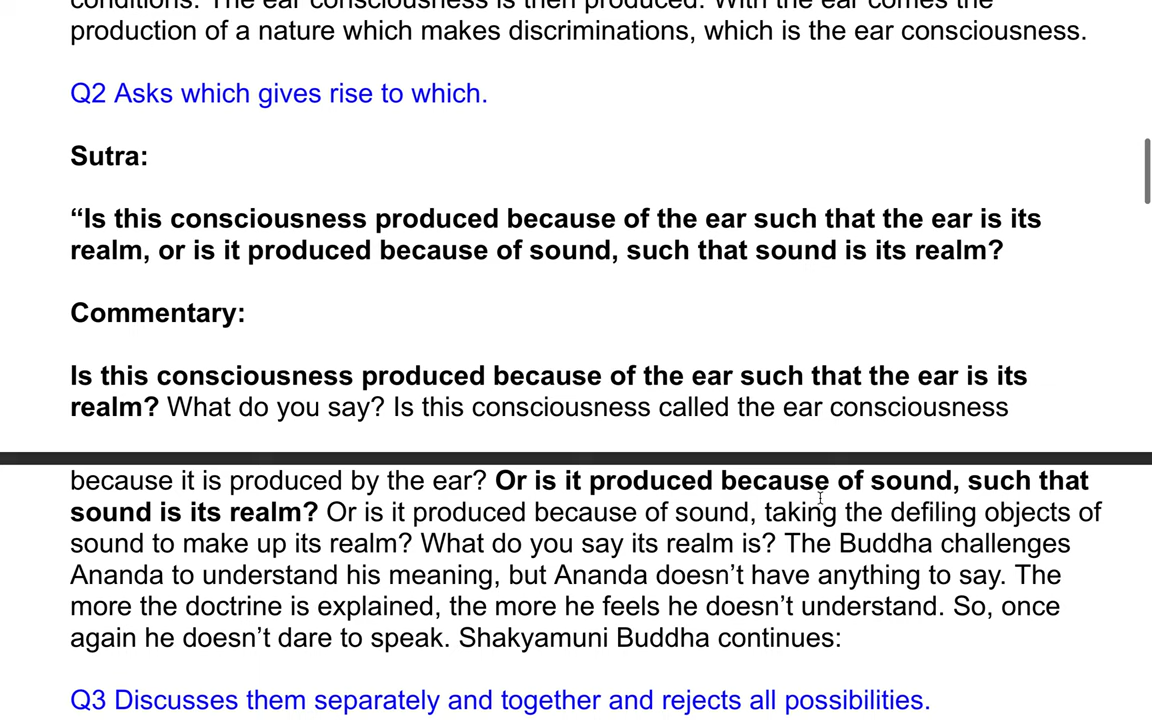 conditions. The ear consciousness is then produced. With the ear comes the
production of a nature which makes discriminations, which is the ear consciousness.
Q2 Asks which gives rise to which.
Sutra:
“Is this consciousness produced because of the ear such that the ear is its
realm, or is it produced because of sound, such that sound is its realm?
Commentary:
Is this consciousness produced because of the ear such that the ear is its
realm? What do you say? Is this consciousness called the ear consciousness
because it is produced by the ear? Or is it produced because of sound, such that
sound is its realm? Or is it produced because of sound, taking the defiling objects of
sound to make up its realm? What do you say its realm is? The Buddha challenges
Ananda to understand his meaning, but Ananda doesn’t have anything to say. The
more the doctrine is explained, the more he feels he doesn’t understand. So, once
again he doesn’t dare to speak. Shakyamuni Buddha continues:
Q3 Discusses them separately and together and rejects all possibilities.